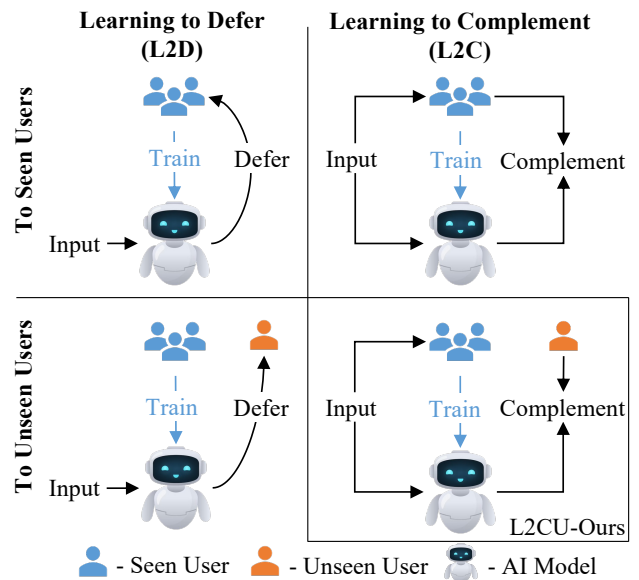 Learning to Defer
(L2D)
Learning to Complement
(L2C)
To Seen Users
Train
Defer
Input
Input
Train
Complement
To Unseen Users
Train
Defer
Input
Input
Train
Complement
L2CU-Ours
- Seen User
- Unseen User
- AI Model